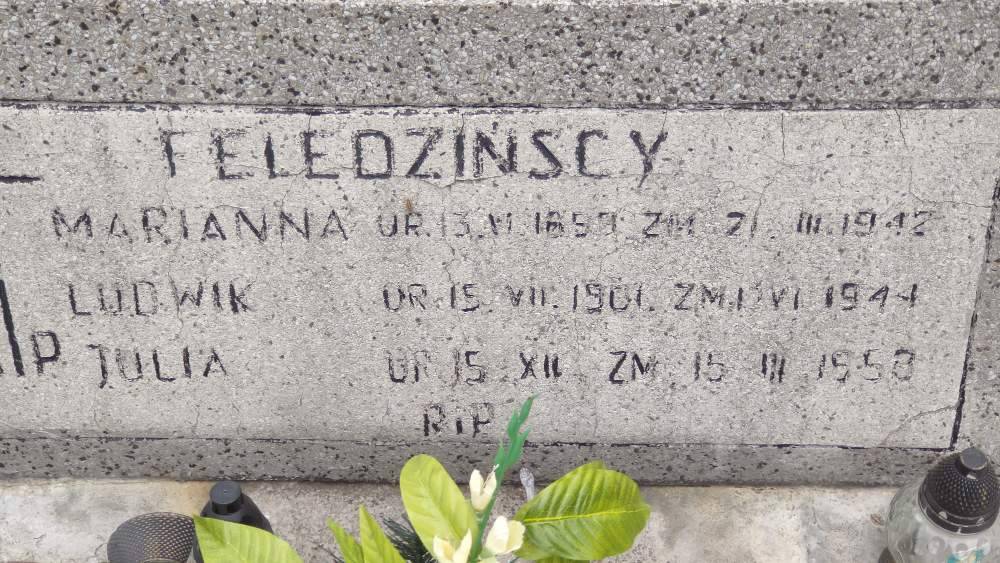 FELEDZIŃSCY
MARIANNA UR. 13. VI. 1859 ZM. 21. III. 1942
LUDWIK UR. 15. VII. 1901. ZM. 1. VI. 1944
JULIA UR. 15. XII. ZM. 15. III 1958
P
RIP